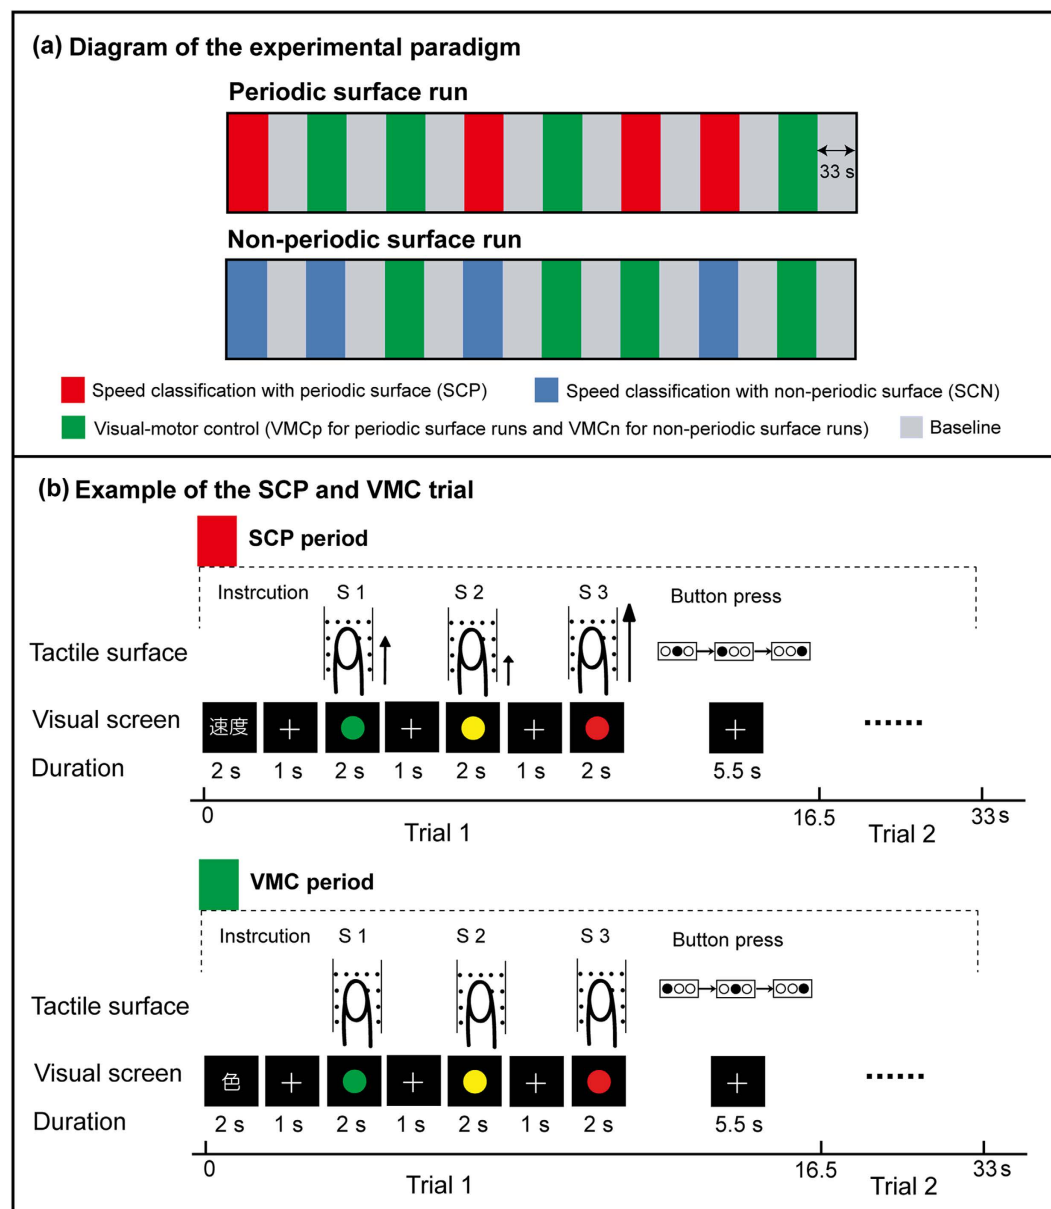 (a) Diagram of the experimental paradigm
Periodic surface run
33 s
Non-periodic surface run
Speed classification with periodic surface (SCP)
Speed classification with non-periodic surface (SCN)
Visual-motor control (VMCp for periodic surface runs and VMCn for non-periodic surface runs)
Baseline
(b) Example of the SCP and VMC trial
SCP period
Instrcution S 1 S 2 S 3 Button press
Tactile surface
Visual screen 速度 ......
Duration 2 s 1 s 2 s 1 s 2 s 1 s 2 s 5.5 s
0 16.5 33 s
Trial 1 Trial 2
VMC period
Instrcution S 1 S 2 S 3 Button press
Tactile surface
Visual screen 色 ......
Duration 2 s 1 s 2 s 1 s 2 s 1 s 2 s 5.5 s
0 16.5 33 s
Trial 1 Trial 2